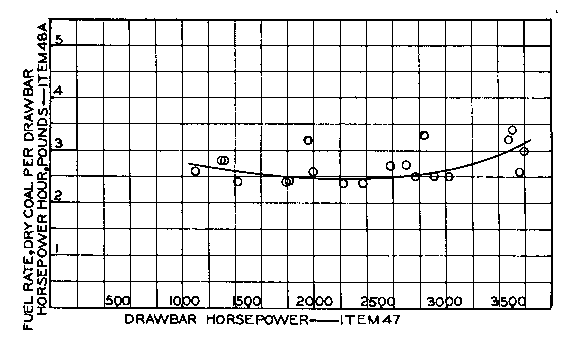 FUEL RATE, DRY COAL PER DRAWBAR
HORSEPOWER HOUR, POUNDS—ITEM 48A
5
4
3
2
1
500 1000 1500 2000 2500 3000 3500
DRAWBAR HORSEPOWER——ITEM 47